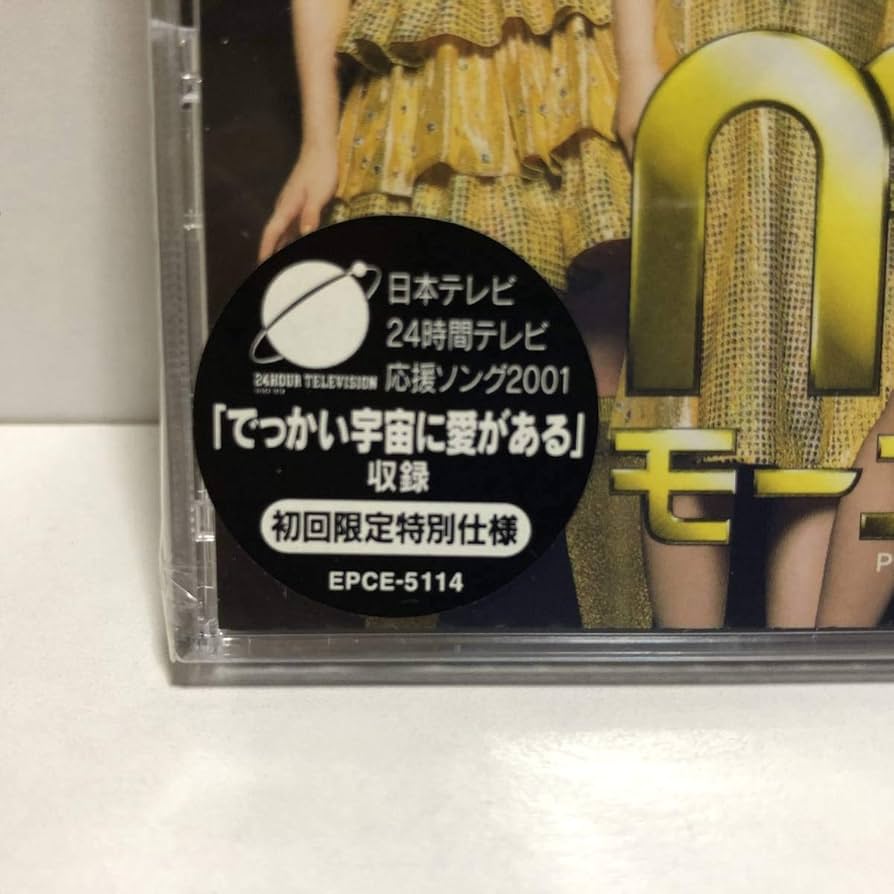 日本テレビ
24時間テレビ
応援ソング2001
24HOUR TELEVISION
「でっかい宇宙に愛がある」
収録
初回限定特別仕様
EPCE-5114
モー
P